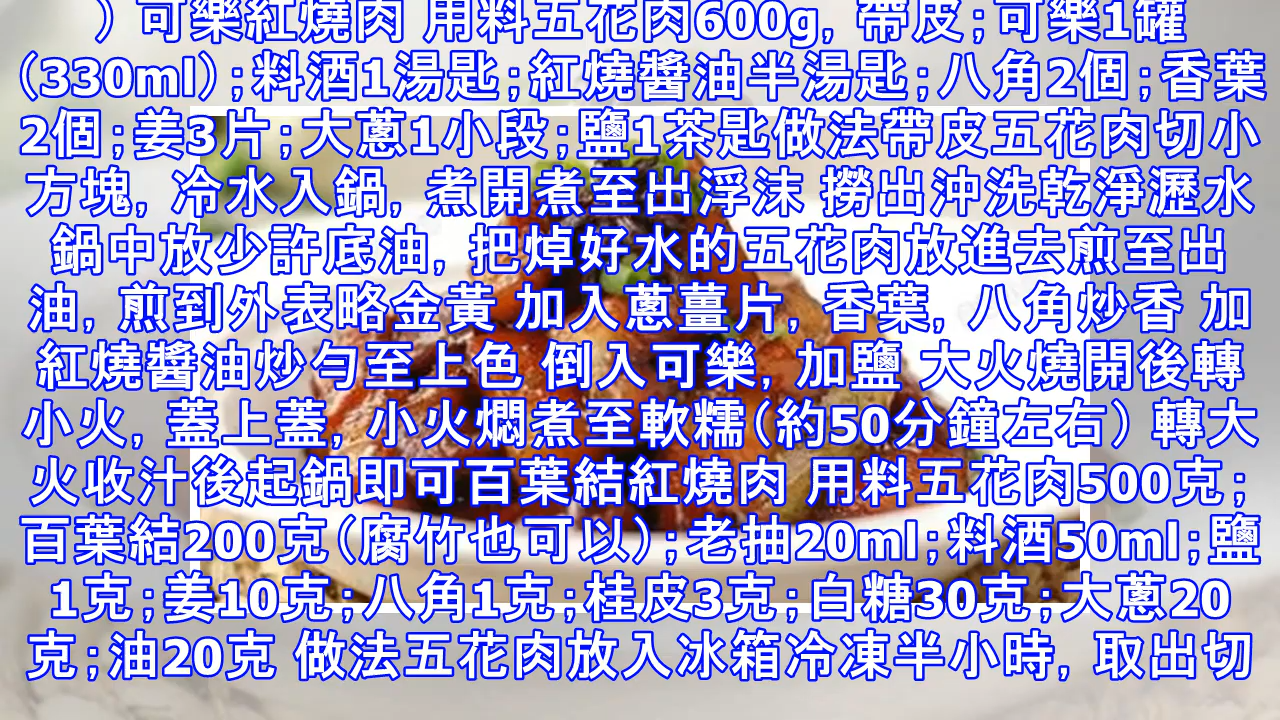 ）可樂紅燒肉 用料五花肉600g, 帶皮;可樂1罐
(330ml);料酒1湯匙;紅燒醬油半湯匙;八角2個;香葉
2個;姜3片;大蔥1小段;鹽1茶匙做法帶皮五花肉切小
方塊, 冷水入鍋, 煮開煮至出浮沫 撈出沖洗乾淨瀝水
鍋中放少許底油, 把焯好水的五花肉放進去煎至出
油, 煎到外表略金黃 加入蔥薑片, 香葉, 八角炒香 加
紅燒醬油炒勻至上色 倒入可樂, 加鹽 大火燒開後轉
小火, 蓋上蓋, 小火燜煮至軟糯(約50分鐘左右) 轉大
火收汁後起鍋即可百葉結紅燒肉 用料五花肉500克;
百葉結200克(腐竹也可以);老抽20ml;料酒50ml;鹽
1克;姜10克;八角1克;桂皮3克;白糖30克;大蔥20
克;油20克 做法五花肉放入冰箱冷凍半小時, 取出切